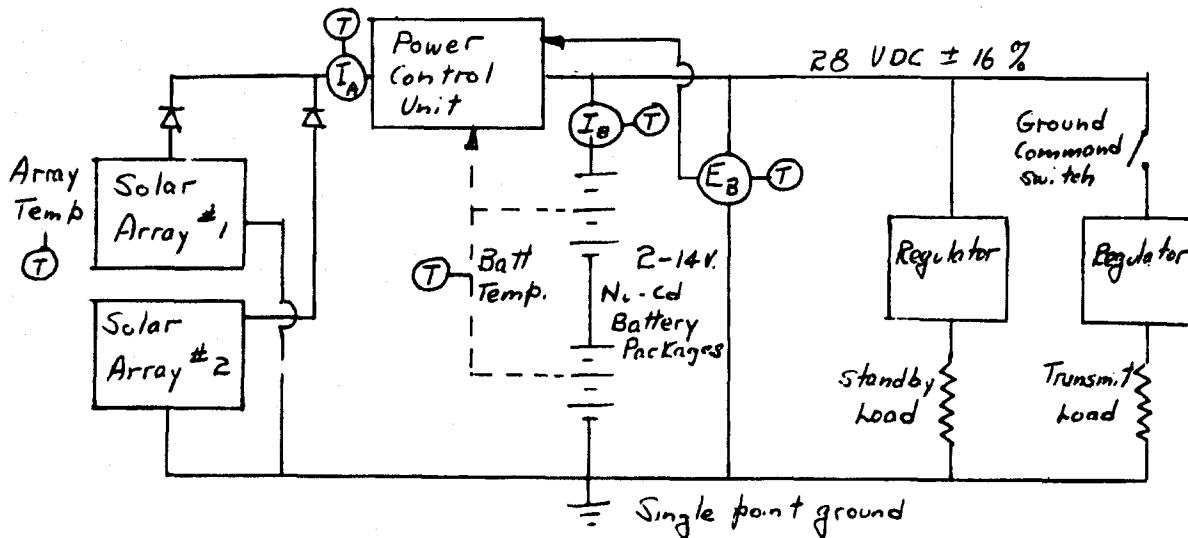 T
I_A
Power
Control
Unit
28 VDC ± 16 %
I_B
T
E_B
T
Ground
Command
switch
Array
Temp
T
Solar
Array #1
Solar
Array #2
T
Batt
Temp.
2-14V.
Ni-Cd
Battery
Packages
Regulator
Regulator
Standby
Load
Transmit
Load
Single point ground